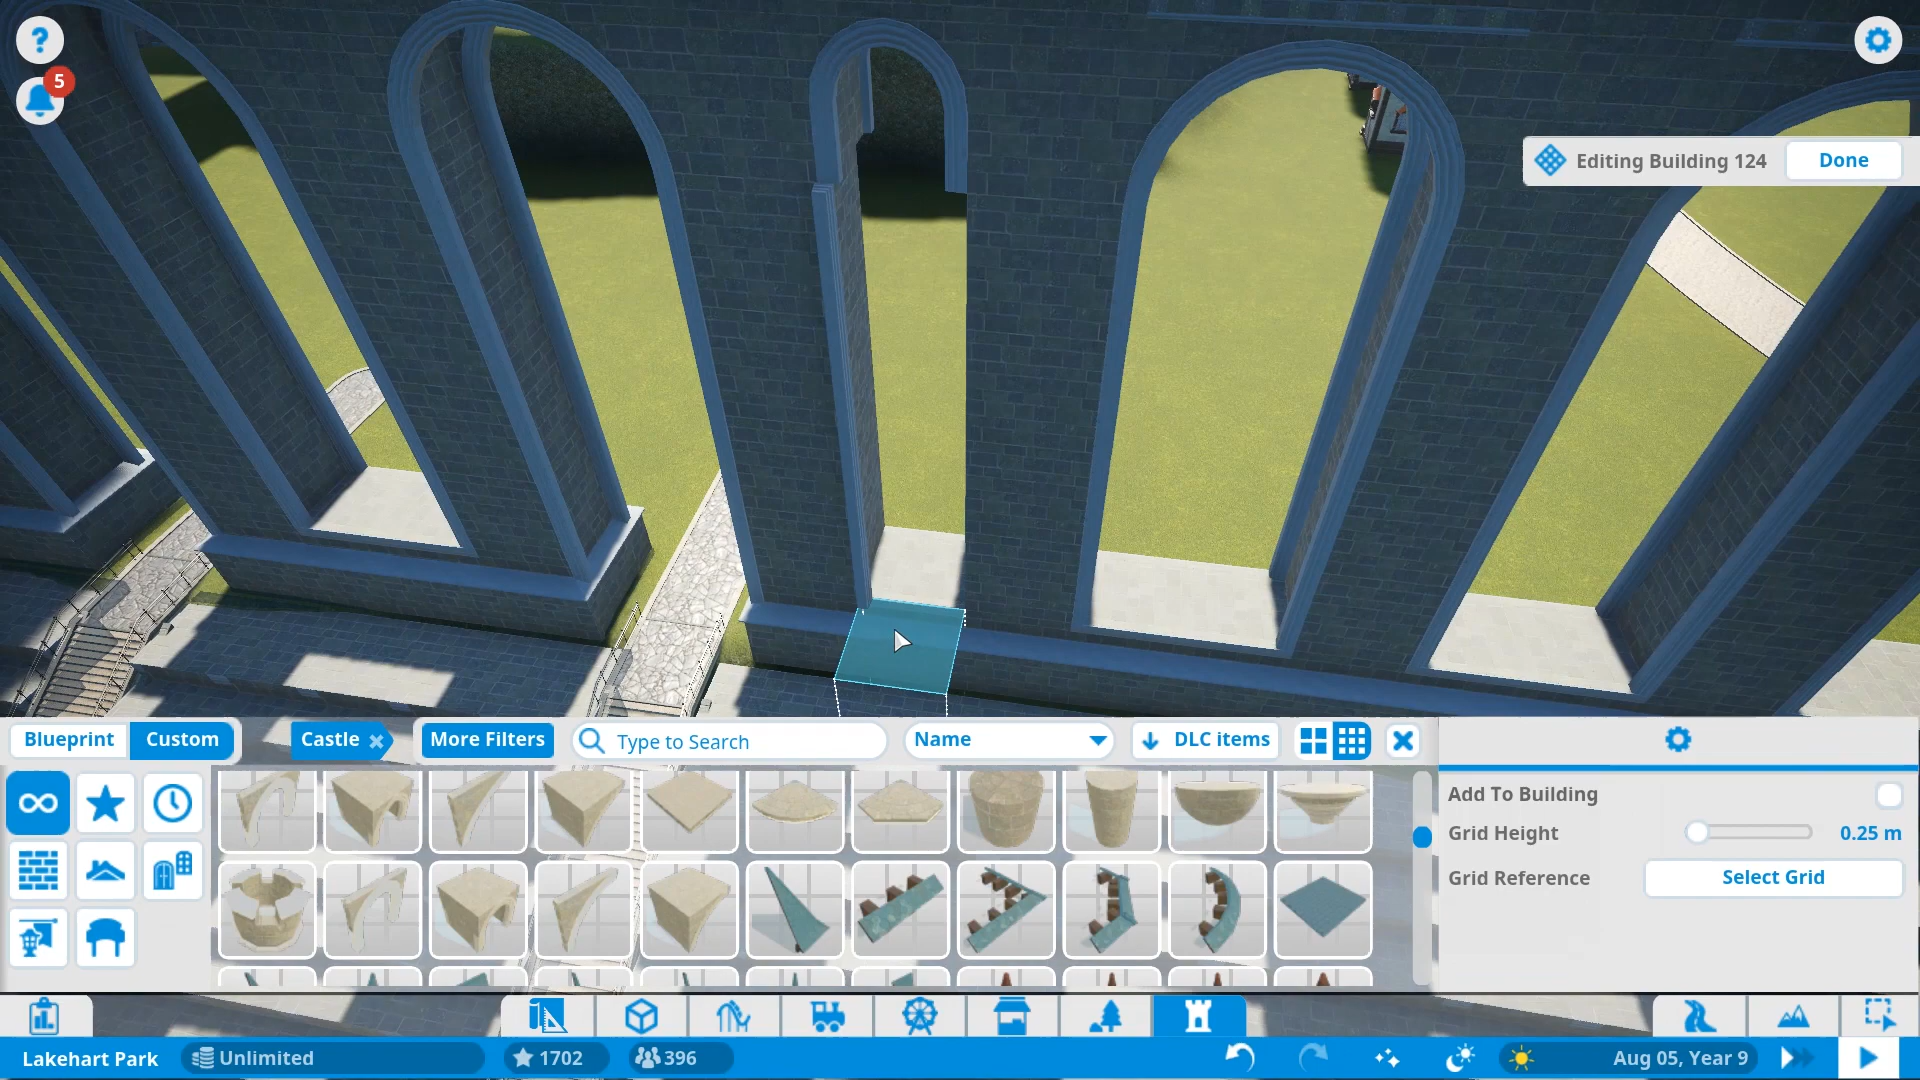 ?
5
Editing Building 124
Done
Blueprint
Custom
Castle
More Filters
Type to Search
Name
DLC items
Add To Building
Grid Height
0.25 m
Grid Reference
Select Grid
Lakehart Park
Unlimited
1702
396
Aug 05, Year 9